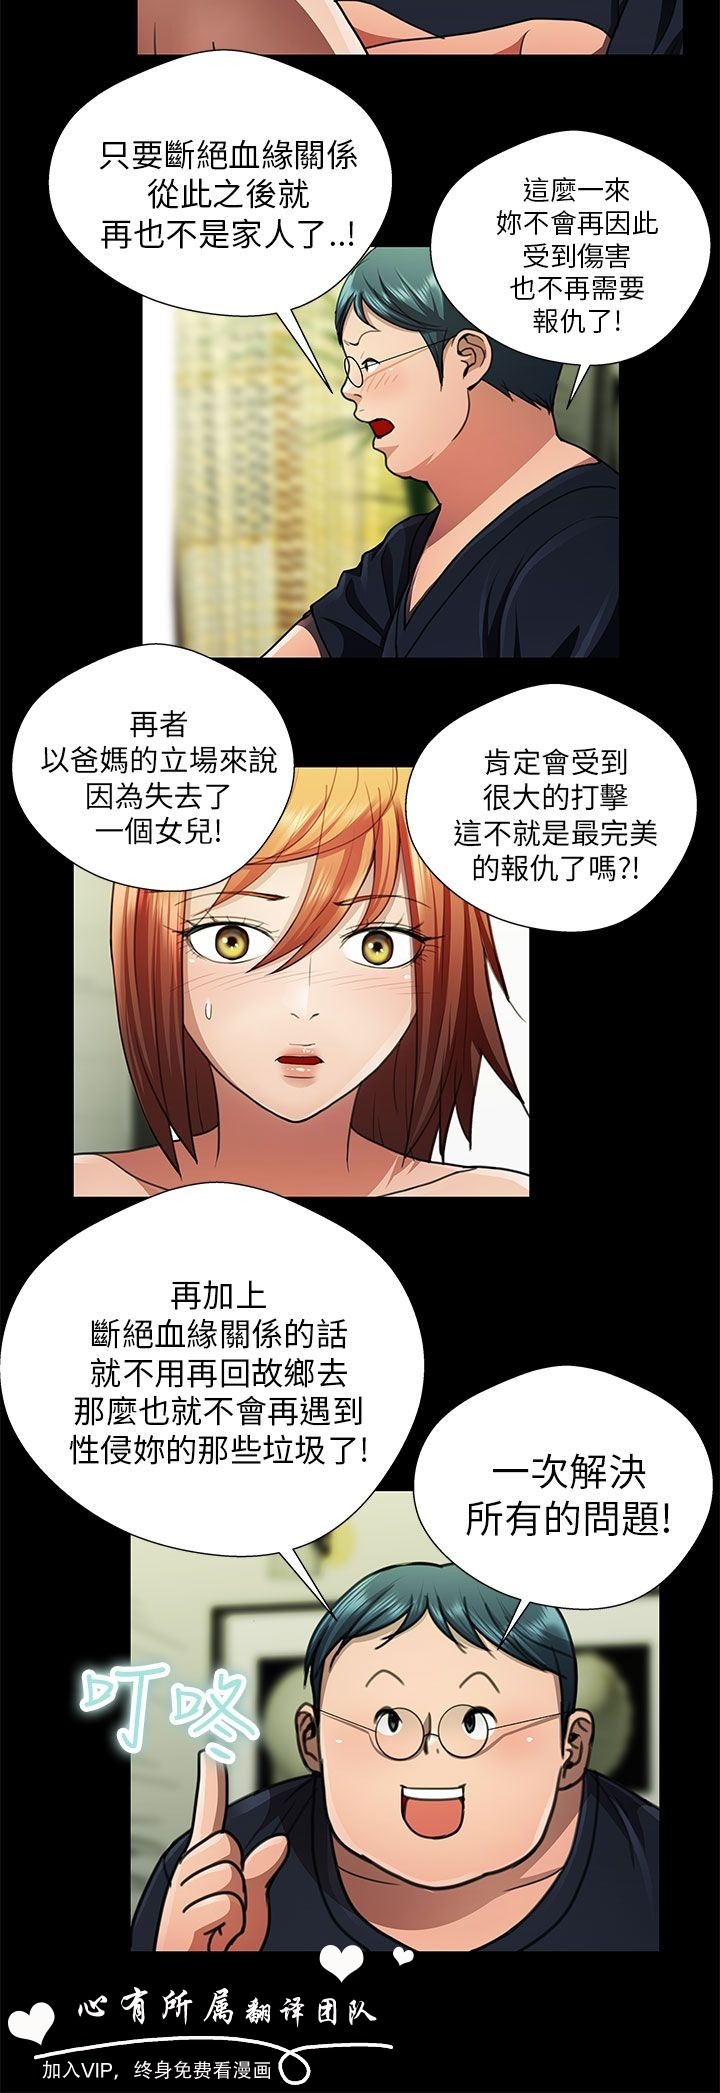 只要斷絕血緣關係
從此之後就
再也不是家人了..!
這麼一來
妳不會再因此
受到傷害
也不再需要
報仇了!
再者
以爸媽的立場來說
因為失去了
一個女兒!
肯定會受到
很大的打擊
這不就是最完美
的報仇了嗎?!
再加上
斷絕血緣關係的話
就不用再回故鄉去
那麼也就不會再遇到
性侵妳的那些垃圾了!
一次解決
所有的問題!
叮咚
心有所属翻译团队
加入VIP，终身免费看漫画